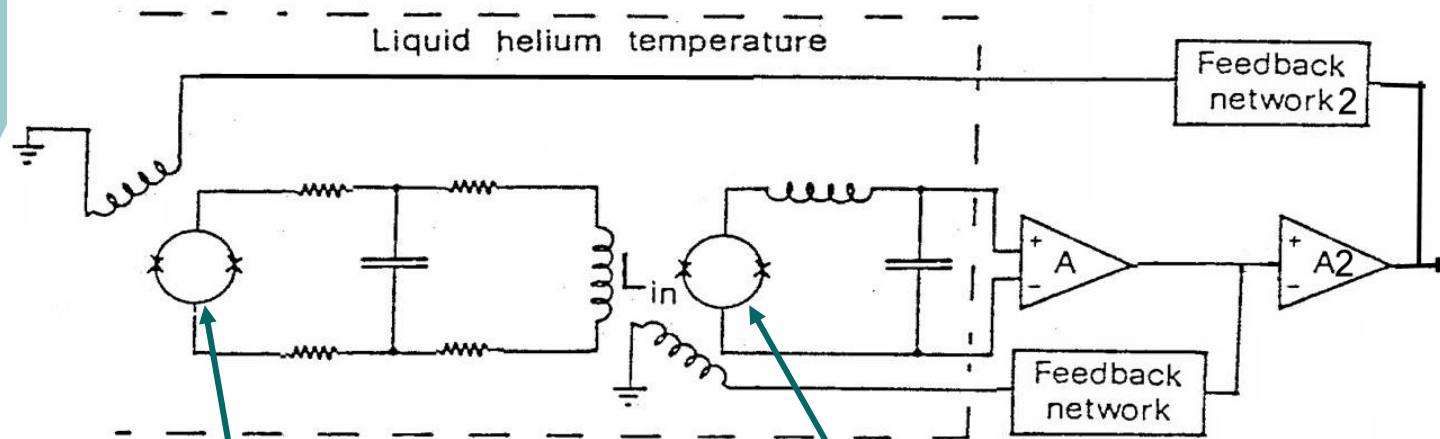 Liquid helium temperature
Feedback
network2
L in
+
A
−
+
A2
−
Feedback
network